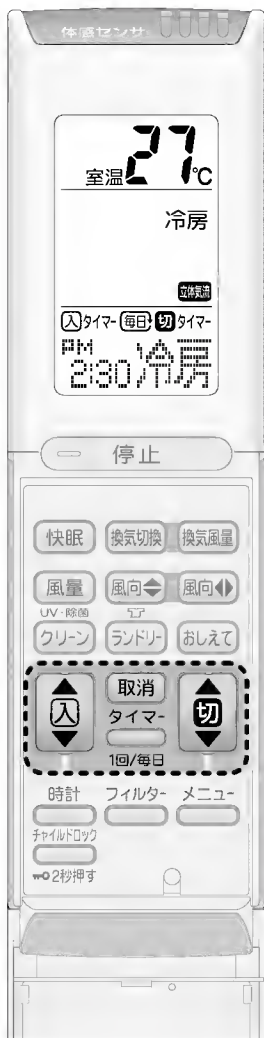 体感センサ
27
室温 ℃
冷房
立体気流
入タイマー 毎日 切タイマー
PM
2:30 冷房
停止
快眠 換気切換 換気風量
風量 風向 風向
UV・除菌
クリーン ランドリー おしえて
入 取消 切
タイマー
1回/毎日
時計 フィルター メニュー
チャイルドロック
2秒押す